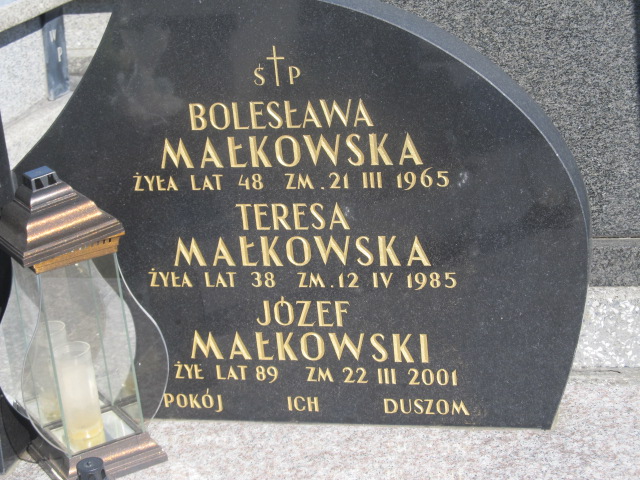 Ś P
BOLESŁAWA
MAŁKOWSKA
ŻYŁA LAT 48 ZM. 21 III 1965
TERESA
MAŁKOWSKA
ŻYŁA LAT 38 ZM. 12 IV 1985
JÓZEF
MAŁKOWSKI
ŻYŁ LAT 89 ZM 22 III 2001
POKÓJ ICH DUSZOM